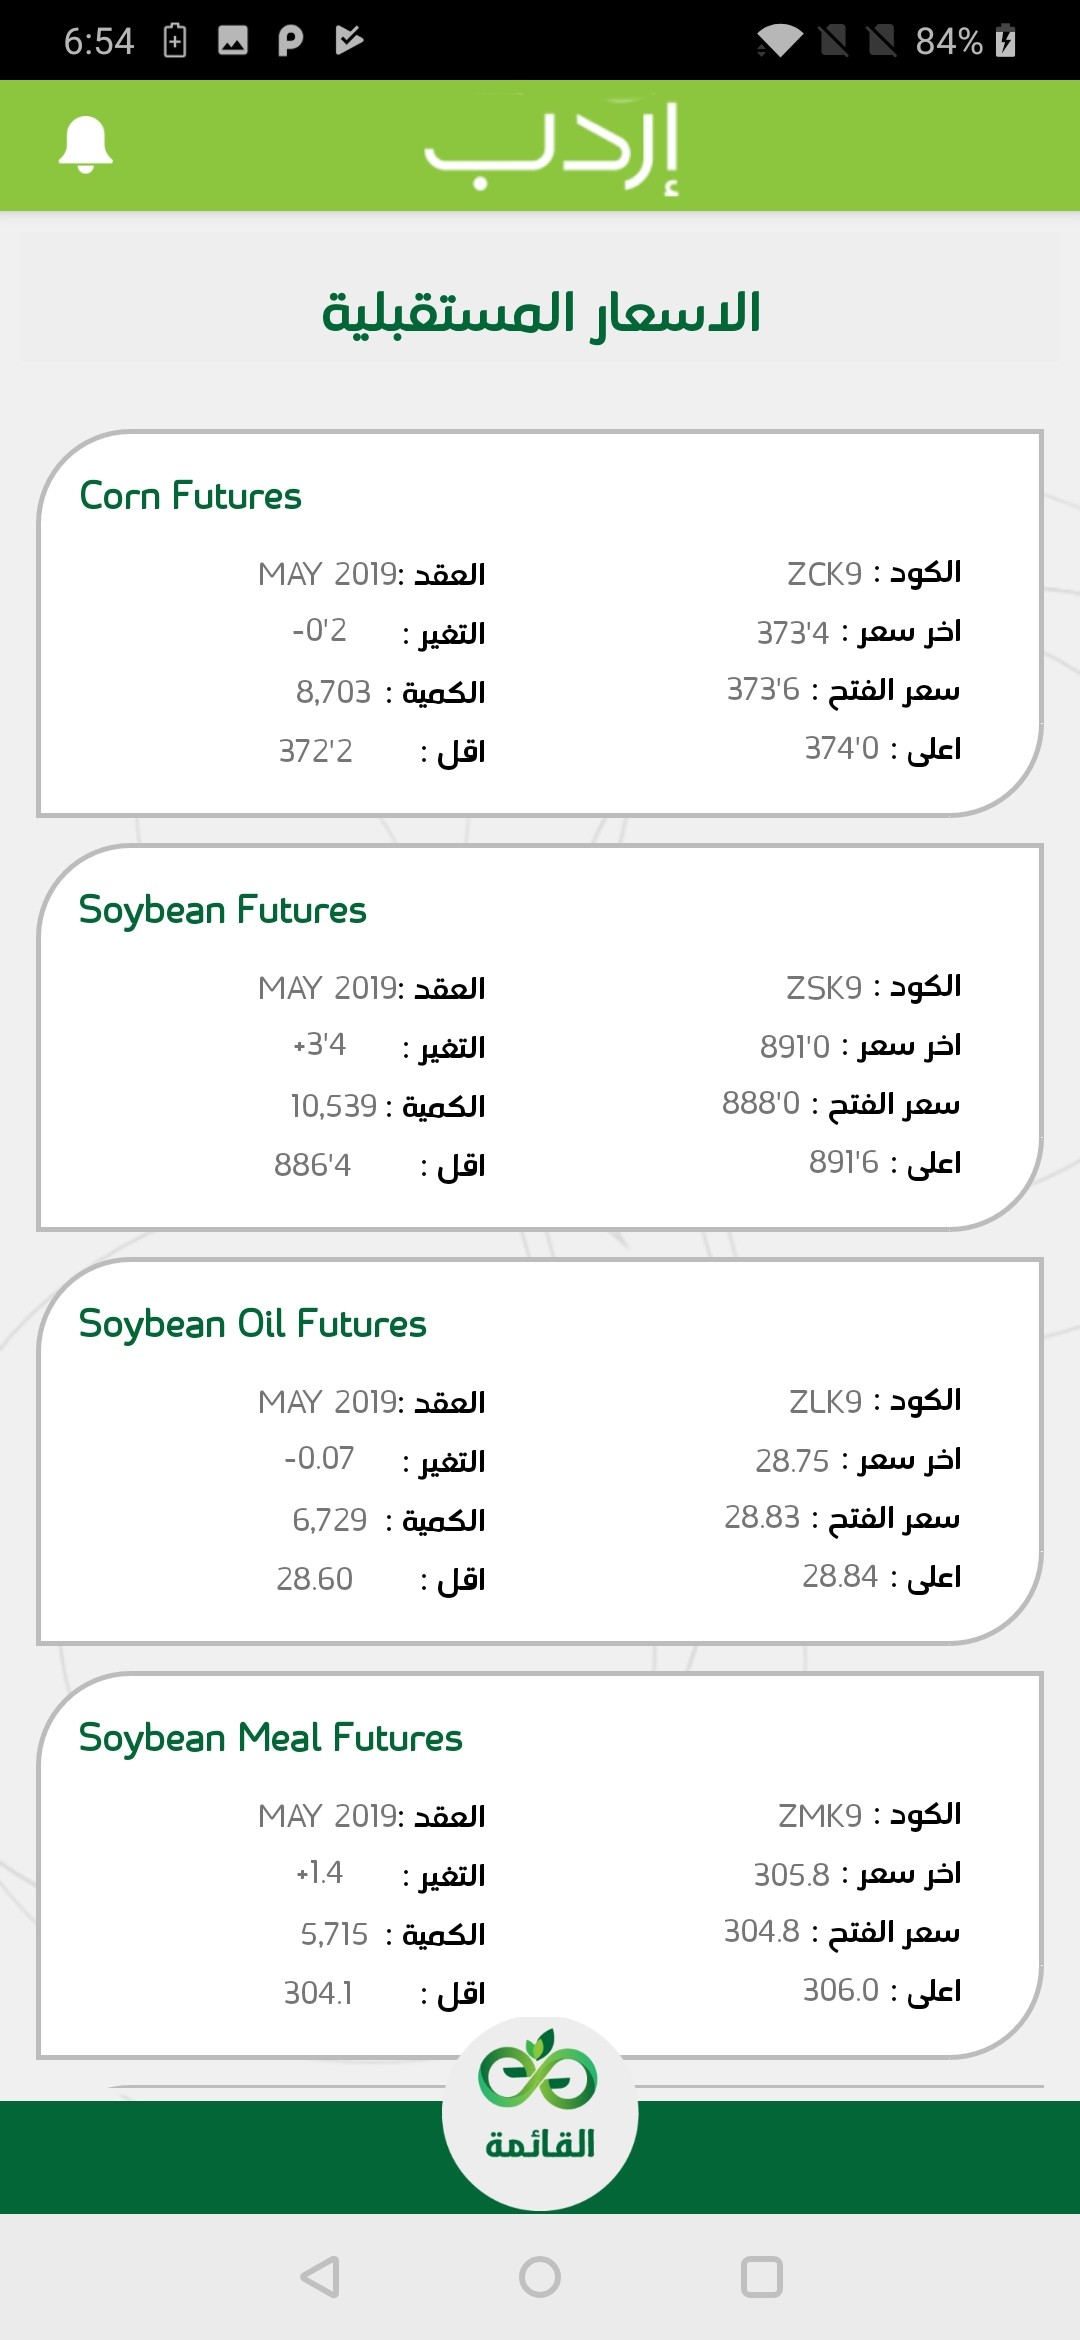 6:54
84%
إردب
الاسعار المستقبلية
Corn Futures
الكود : ZCK9
العقد: MAY 2019
اخر سعر : 373'4
التغير : -0'2
سعر الفتح : 373'6
الكمية : 8,703
اعلى : 374'0
اقل : 372'2
Soybean Futures
الكود : ZSK9
العقد: MAY 2019
اخر سعر : 891'0
التغير : +3'4
سعر الفتح : 888'0
الكمية : 10,539
اعلى : 891'6
اقل : 886'4
Soybean Oil Futures
الكود : ZLK9
العقد: MAY 2019
اخر سعر : 28.75
التغير : -0.07
سعر الفتح : 28.83
الكمية : 6,729
اعلى : 28.84
اقل : 28.60
Soybean Meal Futures
الكود : ZMK9
العقد: MAY 2019
اخر سعر : 305.8
التغير : +1.4
سعر الفتح : 304.8
الكمية : 5,715
اعلى : 306.0
اقل : 304.1
القائمة